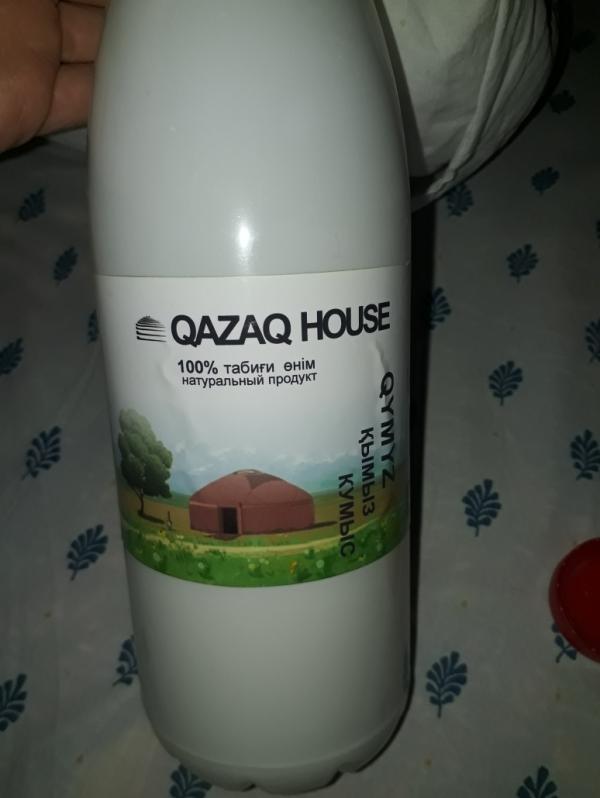 QAZAQ HOUSE
100% табиғи өнім
натуральный продукт
QYMYZ
ҚЫМЫЗ
КУМЫС